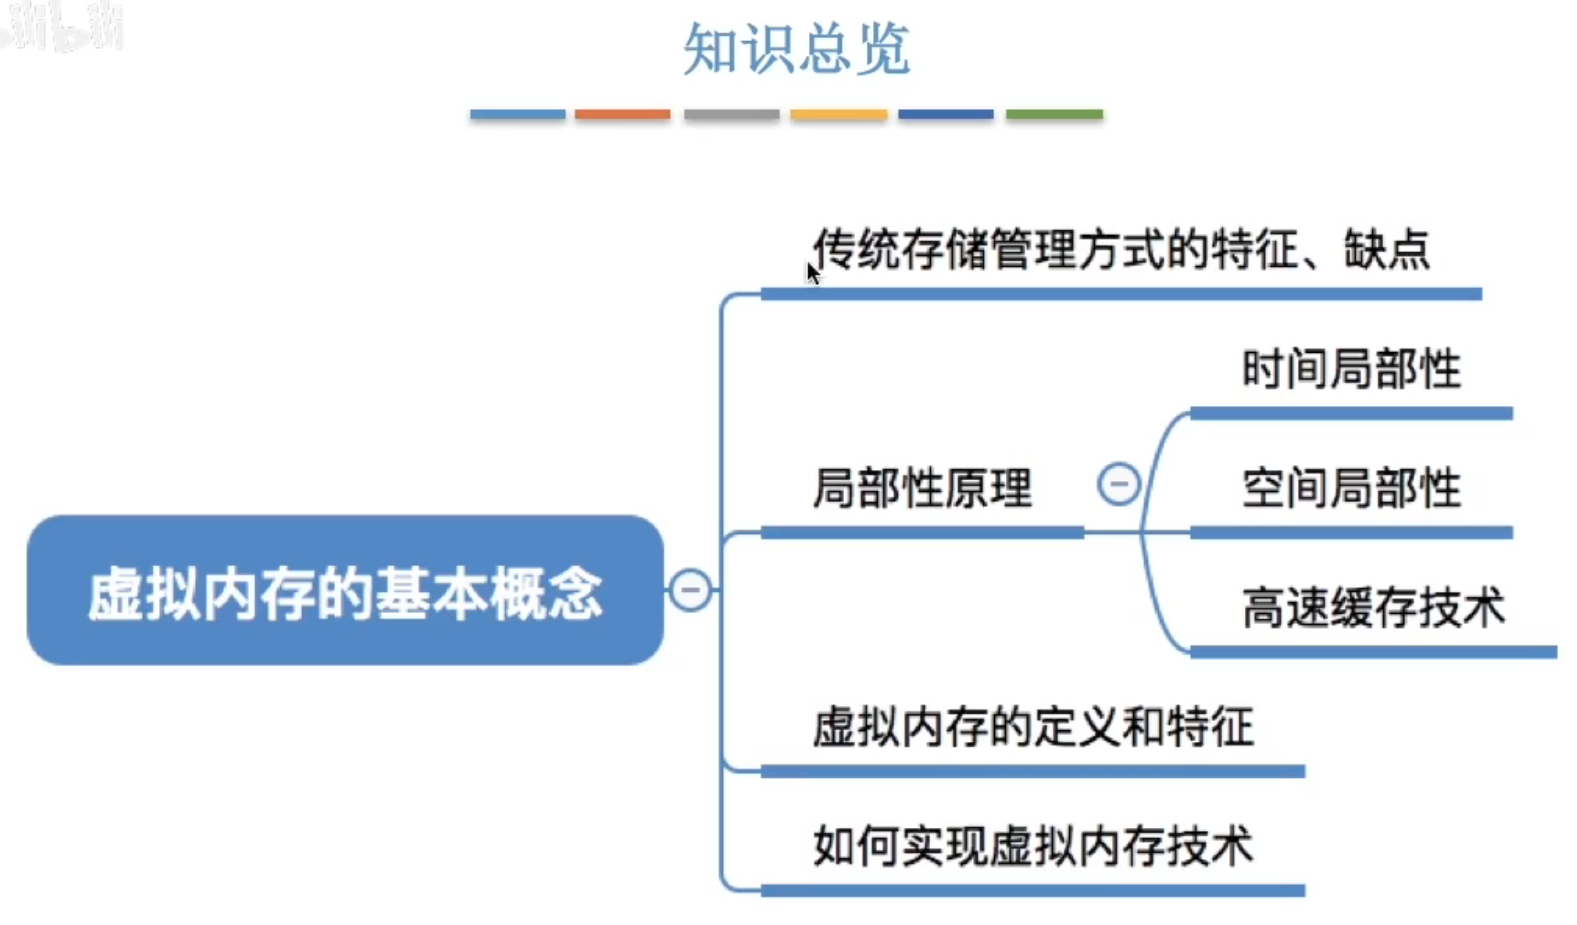 bilibili
知识总览
传统存储管理方式的特征、缺点
时间局部性
局部性原理
空间局部性
高速缓存技术
虚拟内存的基本概念
虚拟内存的定义和特征
如何实现虚拟内存技术